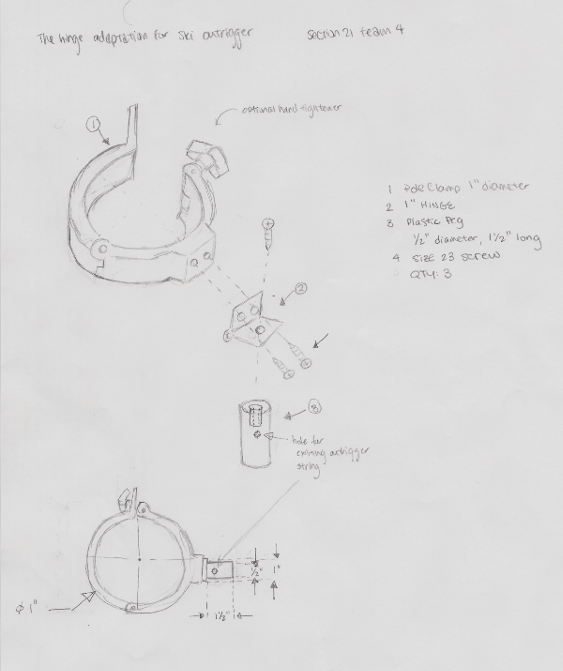 The hinge adaptation for ski outrigger
section 21 team 4
optional hand tightener
1
1 Pole Clamp 1" diameter
2 1" HINGE
3 Plastic Peg
1/2" diameter, 1 1/2" long
4 Size 23 screw
QTY: 3
2
3
hole for
existing outrigger
string
1/2"
1"
Ø 1"
1 1/2"